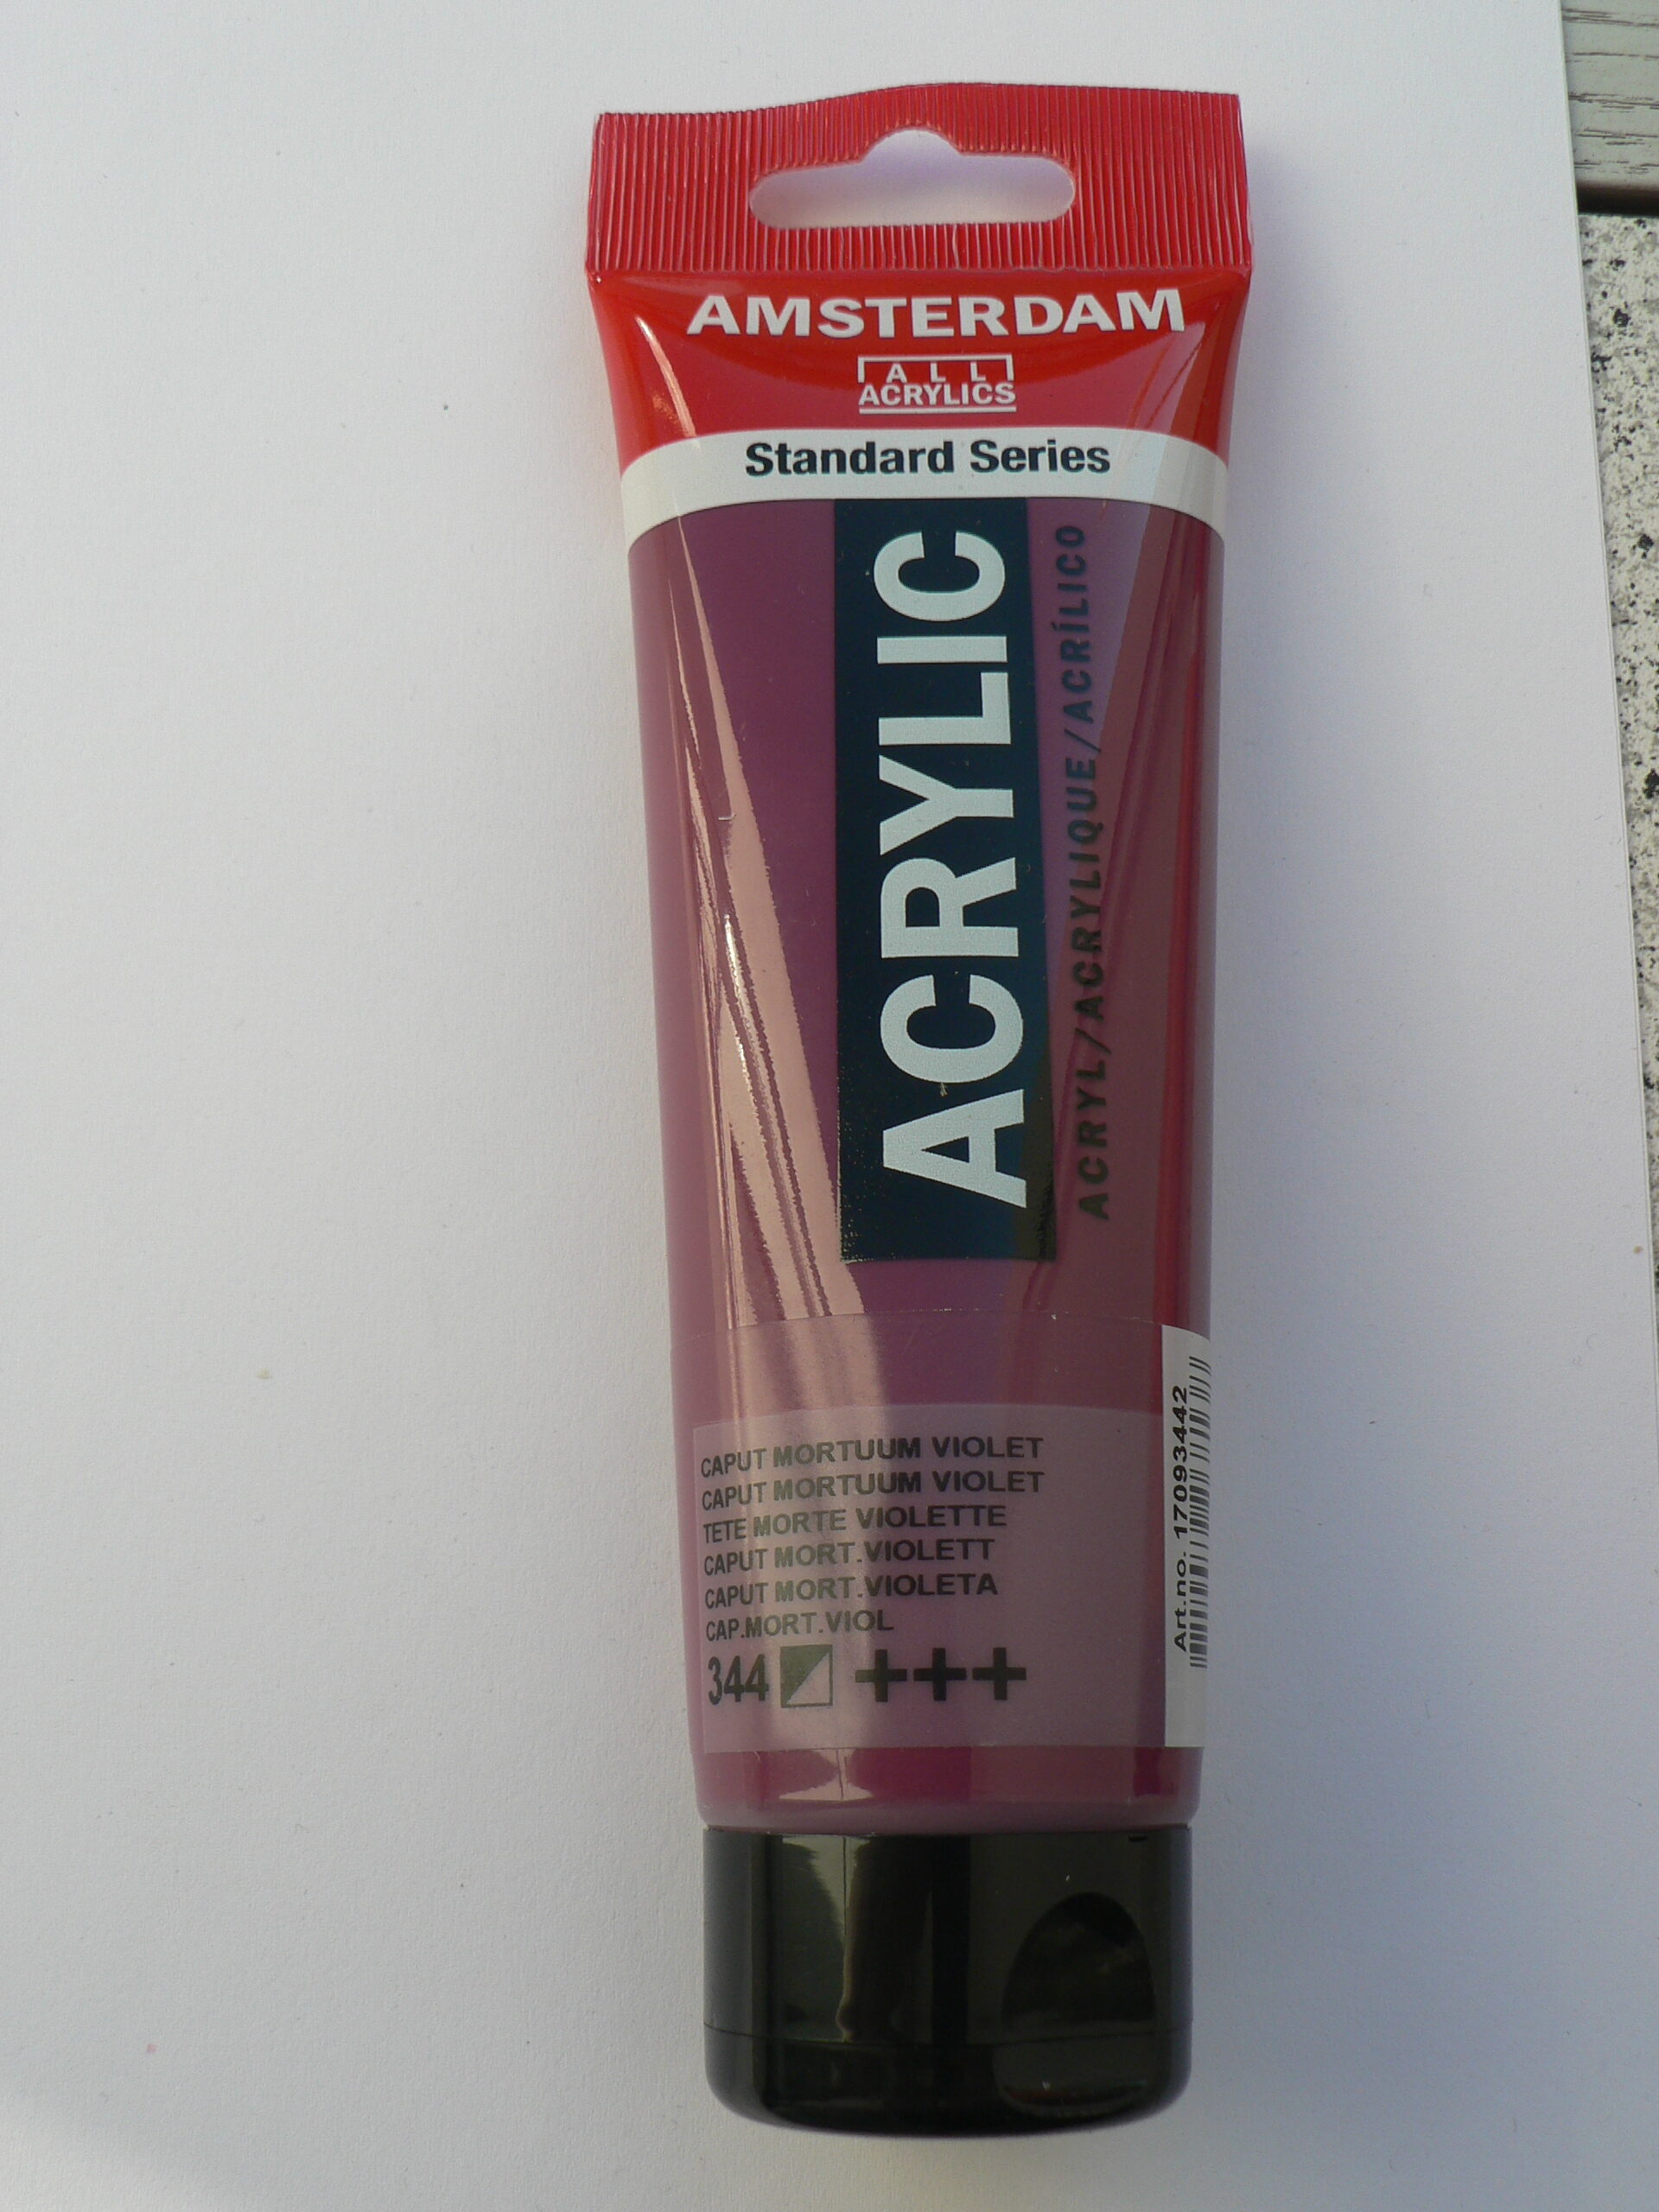 AMSTERDAM
ALL
ACRYLICS
Standard Series
ACRYLIC
ACRYL/ACRYLIQUE/ACRÍLICO
CAPUT MORTUUM VIOLET
CAPUT MORTUUM VIOLET
TETE MORTE VIOLETTE
CAPUT MORT.VIOLETT
CAPUT MORT.VIOLETA
CAP.MORT.VIOL
344 +++
Art.no. 17093442